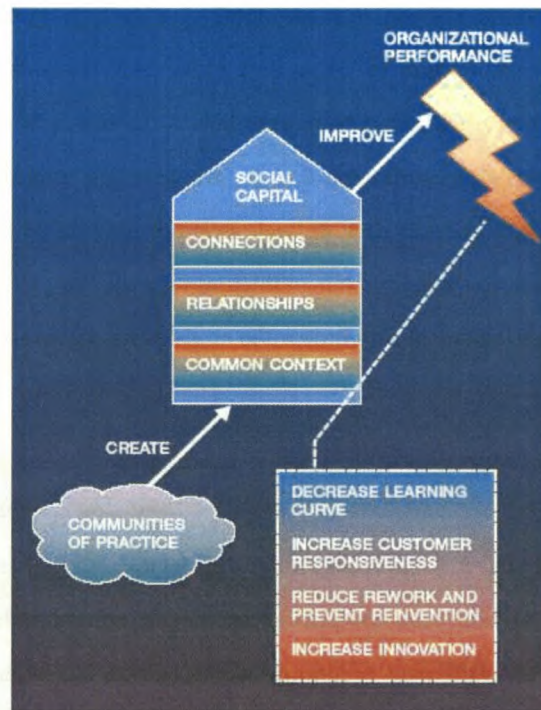 ORGANIZATIONAL
PERFORMANCE
IMPROVE
SOCIAL
CAPITAL
CONNECTIONS
RELATIONSHIPS
COMMON CONTEXT
CREATE
COMMUNITIES
OF PRACTICE
DECREASE LEARNING
CURVE
INCREASE CUSTOMER
RESPONSIVENESS
REDUCE REWORK AND
PREVENT REINVENTION
INCREASE INNOVATION